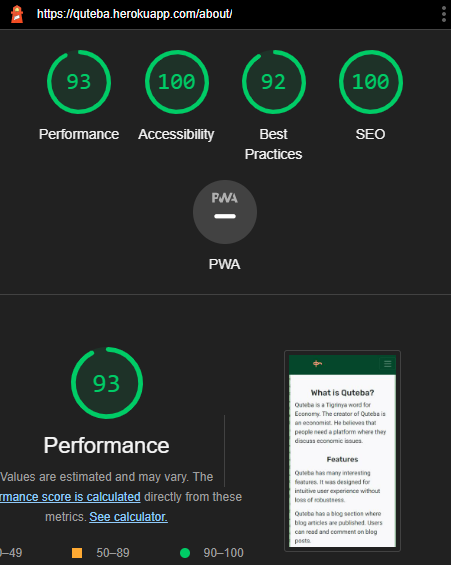 https://quteba.herokuapp.com/about/
93
100
92
100
Performance
Accessibility
Best
Practices
SEO
PWA
PWA
93
Performance
Values are estimated and may vary. The
rmance score is calculated directly from these
metrics. See calculator.
0–49
50–89
90–100
What is Quteba?
Quteba is a Tigrinya word for
Economy. The creator of Quteba is
an economist. He believes that
people need a platform where they
discuss economic issues.
Features
Quteba has many interesting
features. It was designed for
intuitive user experience without
loss of robustness.
Quteba has a blog section where
blog articles are published. Users
can read and comment on blog
posts.